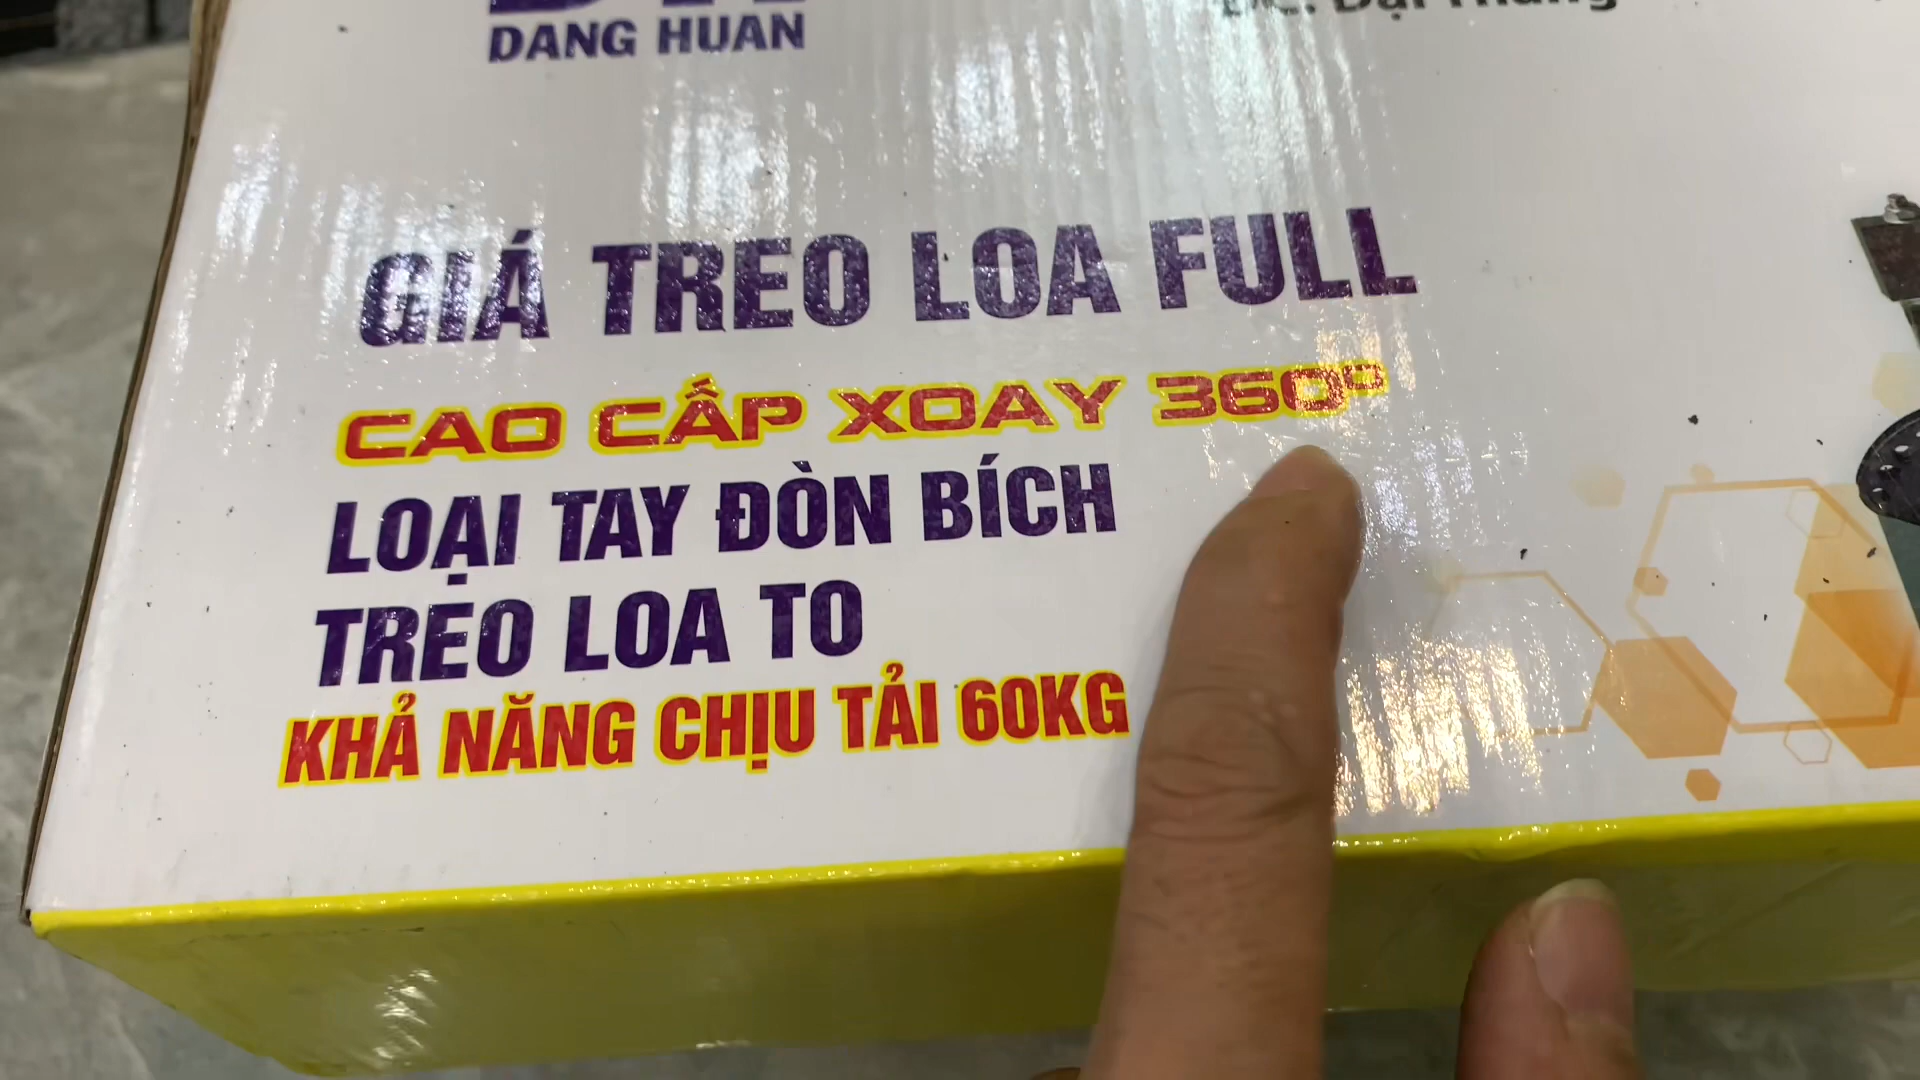 DANG HUAN
GIÁ TREO LOA FULL
CAO CẤP XOAY 360°
LOẠI TAY ĐÒN BÍCH
TREO LOA TO
KHẢ NĂNG CHỊU TẢI 60KG